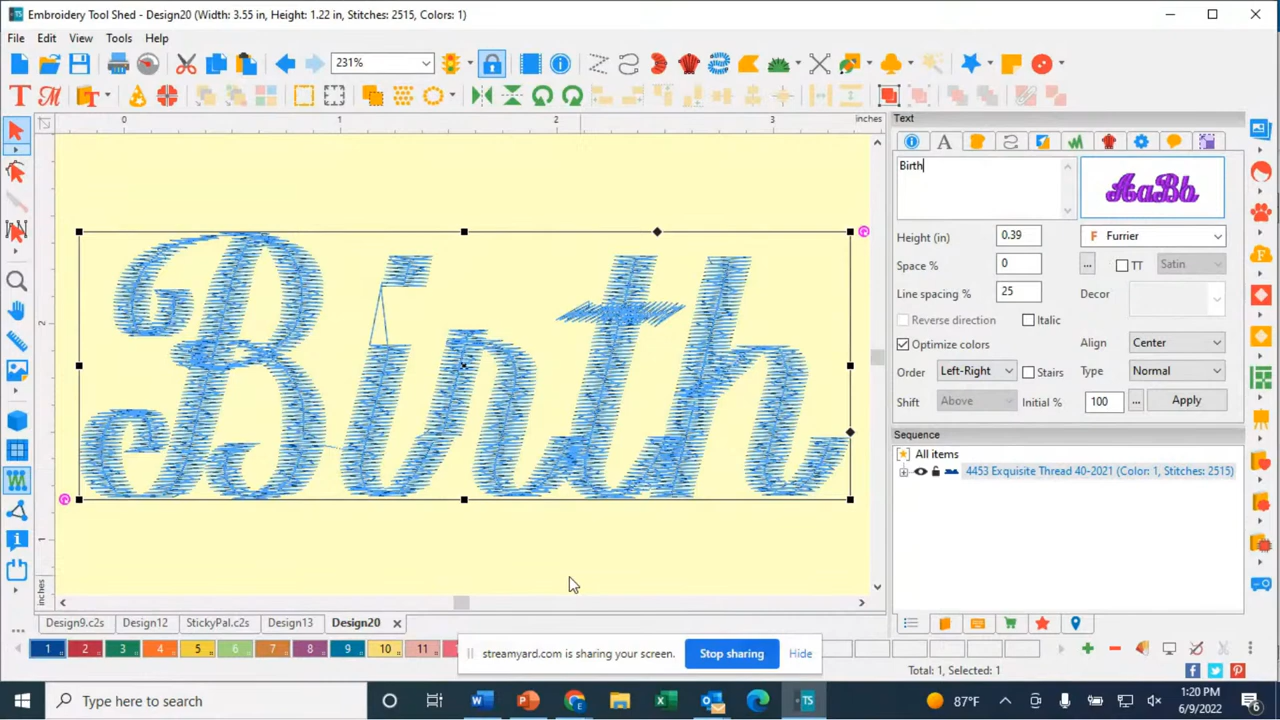 Embroidery Tool Shed - Design20 (Width: 3.55 in, Height: 1.22 in, Stitches: 2515, Colors: 1)
File Edit View Tools Help
231%
0 1 2 3 inches
Text
Birth
AaBb
Height (in) 0.39 F Furrier
Space % 0 ... TT Satin
Line spacing % 25 Decor
Reverse direction Italic
Optimize colors Align Center
Order Left-Right Stairs Type Normal
Shift Above Initial % 100 ... Apply
Sequence
All items
4453 Exquisite Thread 40-2021 (Color: 1, Stitches: 2515)
Birth
2
1
inches
Design9.c2s Design12 StickyPal.c2s Design13 Design20
1 2 3 4 5 6 7 8 9 10 11
streamyard.com is sharing your screen. Stop sharing Hide
Total: 1, Selected: 1
Type here to search
87°F
1:20 PM
6/9/2022
6